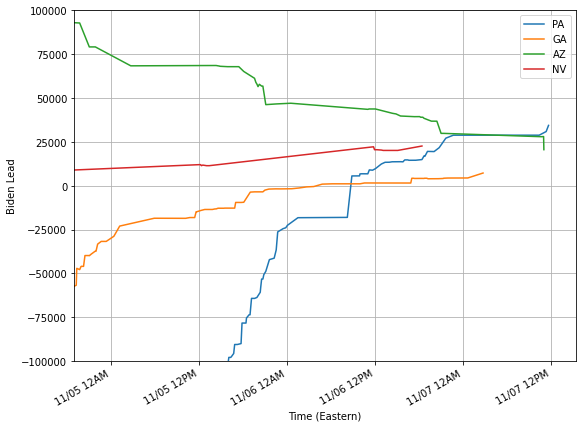 100000
75000
50000
25000
0
−25000
−50000
−75000
−100000
Biden Lead
PA
GA
AZ
NV
11/05 12AM
11/05 12PM
11/06 12AM
11/06 12PM
11/07 12AM
11/07 12PM
Time (Eastern)